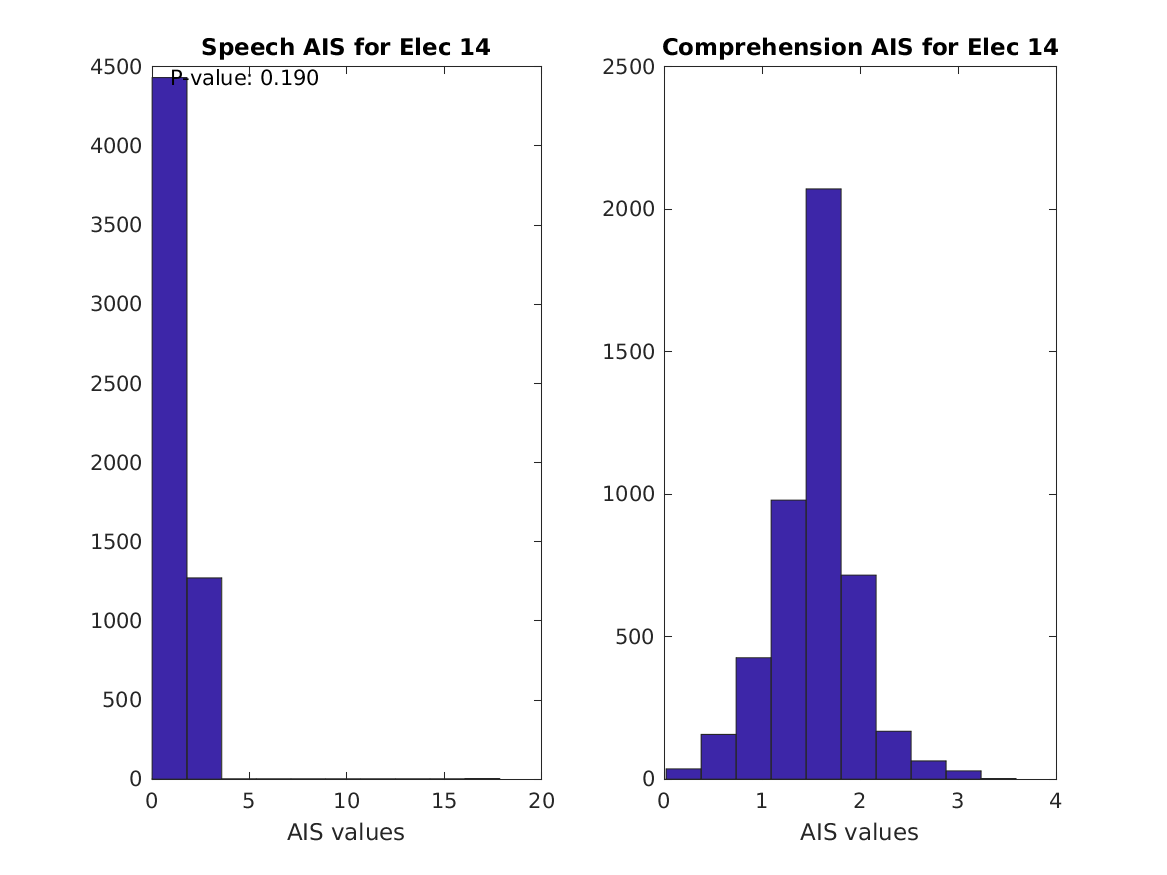 Speech AIS for Elec 14
P-value: 0.190
4500
4000
3500
3000
2500
2000
1500
1000
500
0
0 5 10 15 20
AIS values
Comprehension AIS for Elec 14
2500
2000
1500
1000
500
0
0 1 2 3 4
AIS values